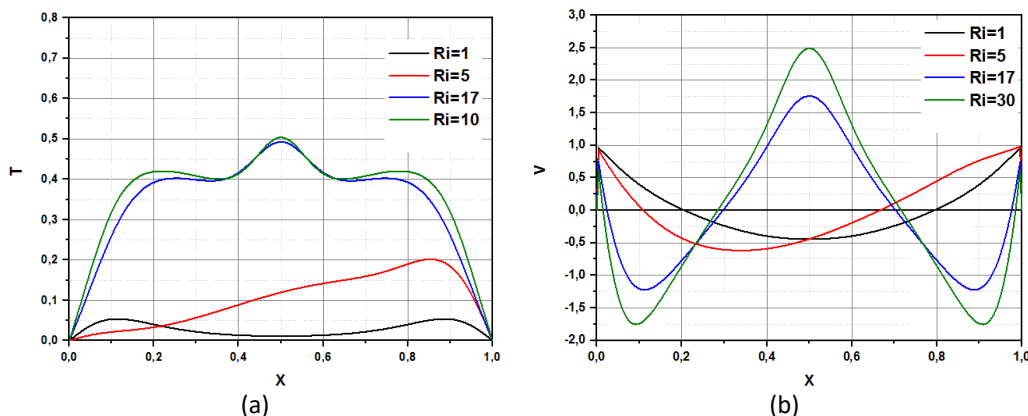 0,8
0,7
0,6
0,5
0,4
0,3
0,2
0,1
0,0
T
Ri=1
Ri=5
Ri=17
Ri=10
0,0 0,2 0,4 0,6 0,8 1,0
X
(a)
3,0
2,5
2,0
1,5
1,0
0,5
0,0
-0,5
-1,0
-1,5
-2,0
V
Ri=1
Ri=5
Ri=17
Ri=30
0,0 0,2 0,4 0,6 0,8 1,0
X
(b)